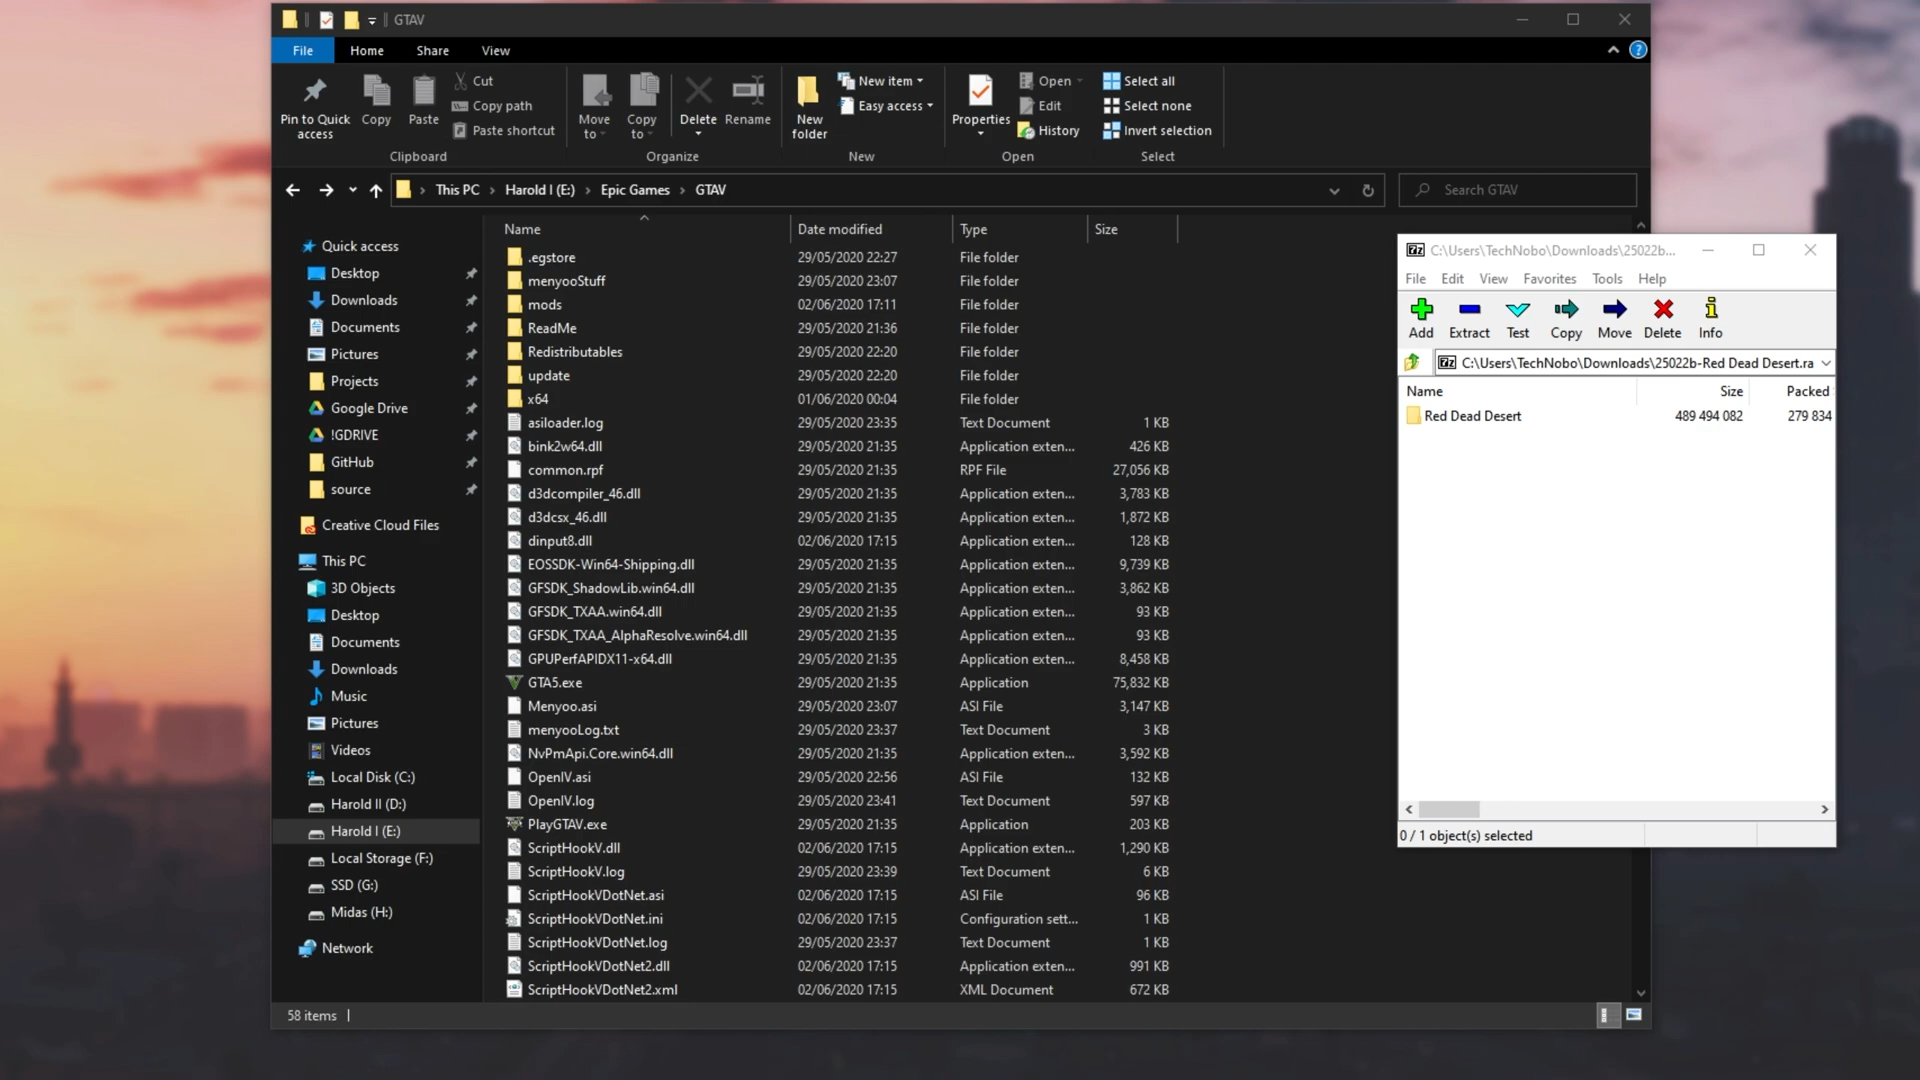 GTAV
File
Home
Share
View
Pin to Quick access
Copy
Paste
Cut
Copy path
Paste shortcut
Clipboard
Move to
Copy to
Delete
Rename
Organize
New folder
New item
Easy access
New
Properties
Open
Edit
History
Open
Select all
Select none
Invert selection
Select
This PC > Harold I (E:) > Epic Games > GTAV
Search GTAV
Quick access
Desktop
Downloads
Documents
Pictures
Projects
Google Drive
!GDRIVE
GitHub
source
Creative Cloud Files
This PC
3D Objects
Desktop
Documents
Downloads
Music
Pictures
Videos
Local Disk (C:)
Harold II (D:)
Harold I (E:)
Local Storage (F:)
SSD (G:)
Midas (H:)
Network
Name Date modified Type Size
.egstore 29/05/2020 22:27 File folder
menyooStuff 29/05/2020 23:07 File folder
mods 02/06/2020 17:11 File folder
ReadMe 29/05/2020 21:36 File folder
Redistributables 29/05/2020 22:20 File folder
update 29/05/2020 22:20 File folder
x64 01/06/2020 00:04 File folder
asiloader.log 29/05/2020 23:35 Text Document 1 KB
bink2w64.dll 29/05/2020 21:35 Application exten... 426 KB
common.rpf 29/05/2020 21:35 RPF File 27,056 KB
d3dcompiler_46.dll 29/05/2020 21:35 Application exten... 3,783 KB
d3dcsx_46.dll 29/05/2020 21:35 Application exten... 1,872 KB
dinput8.dll 02/06/2020 17:15 Application exten... 128 KB
EOSSDK-Win64-Shipping.dll 29/05/2020 21:35 Application exten... 9,739 KB
GFSDK_ShadowLib.win64.dll 29/05/2020 21:35 Application exten... 3,862 KB
GFSDK_TXAA.win64.dll 29/05/2020 21:35 Application exten... 93 KB
GFSDK_TXAA_AlphaResolve.win64.dll 29/05/2020 21:35 Application exten... 93 KB
GPUPerfAPIDX11-x64.dll 29/05/2020 21:35 Application exten... 8,458 KB
GTA5.exe 29/05/2020 21:35 Application 75,832 KB
Menyoo.asi 29/05/2020 23:07 ASI File 3,147 KB
menyooLog.txt 29/05/2020 23:37 Text Document 3 KB
NvPmApi.Core.win64.dll 29/05/2020 21:35 Application exten... 3,592 KB
OpenIV.asi 29/05/2020 22:56 ASI File 132 KB
OpenIV.log 29/05/2020 23:41 Text Document 597 KB
PlayGTAV.exe 29/05/2020 21:35 Application 203 KB
ScriptHookV.dll 02/06/2020 17:15 Application exten... 1,290 KB
ScriptHookV.log 29/05/2020 23:39 Text Document 6 KB
ScriptHookVDotNet.asi 02/06/2020 17:15 ASI File 96 KB
ScriptHookVDotNet.ini 02/06/2020 17:15 Configuration sett... 1 KB
ScriptHookVDotNet.log 29/05/2020 23:37 Text Document 1 KB
ScriptHookVDotNet2.dll 02/06/2020 17:15 Application exten... 991 KB
ScriptHookVDotNet2.xml 02/06/2020 17:15 XML Document 672 KB
58 items
C:\Users\TechNobo\Downloads\25022b...
File Edit View Favorites Tools Help
Add Extract Test Copy Move Delete Info
C:\Users\TechNobo\Downloads\25022b-Red Dead Desert.ra
Name Size Packed
Red Dead Desert 489 494 082 279 834
0 / 1 object(s) selected